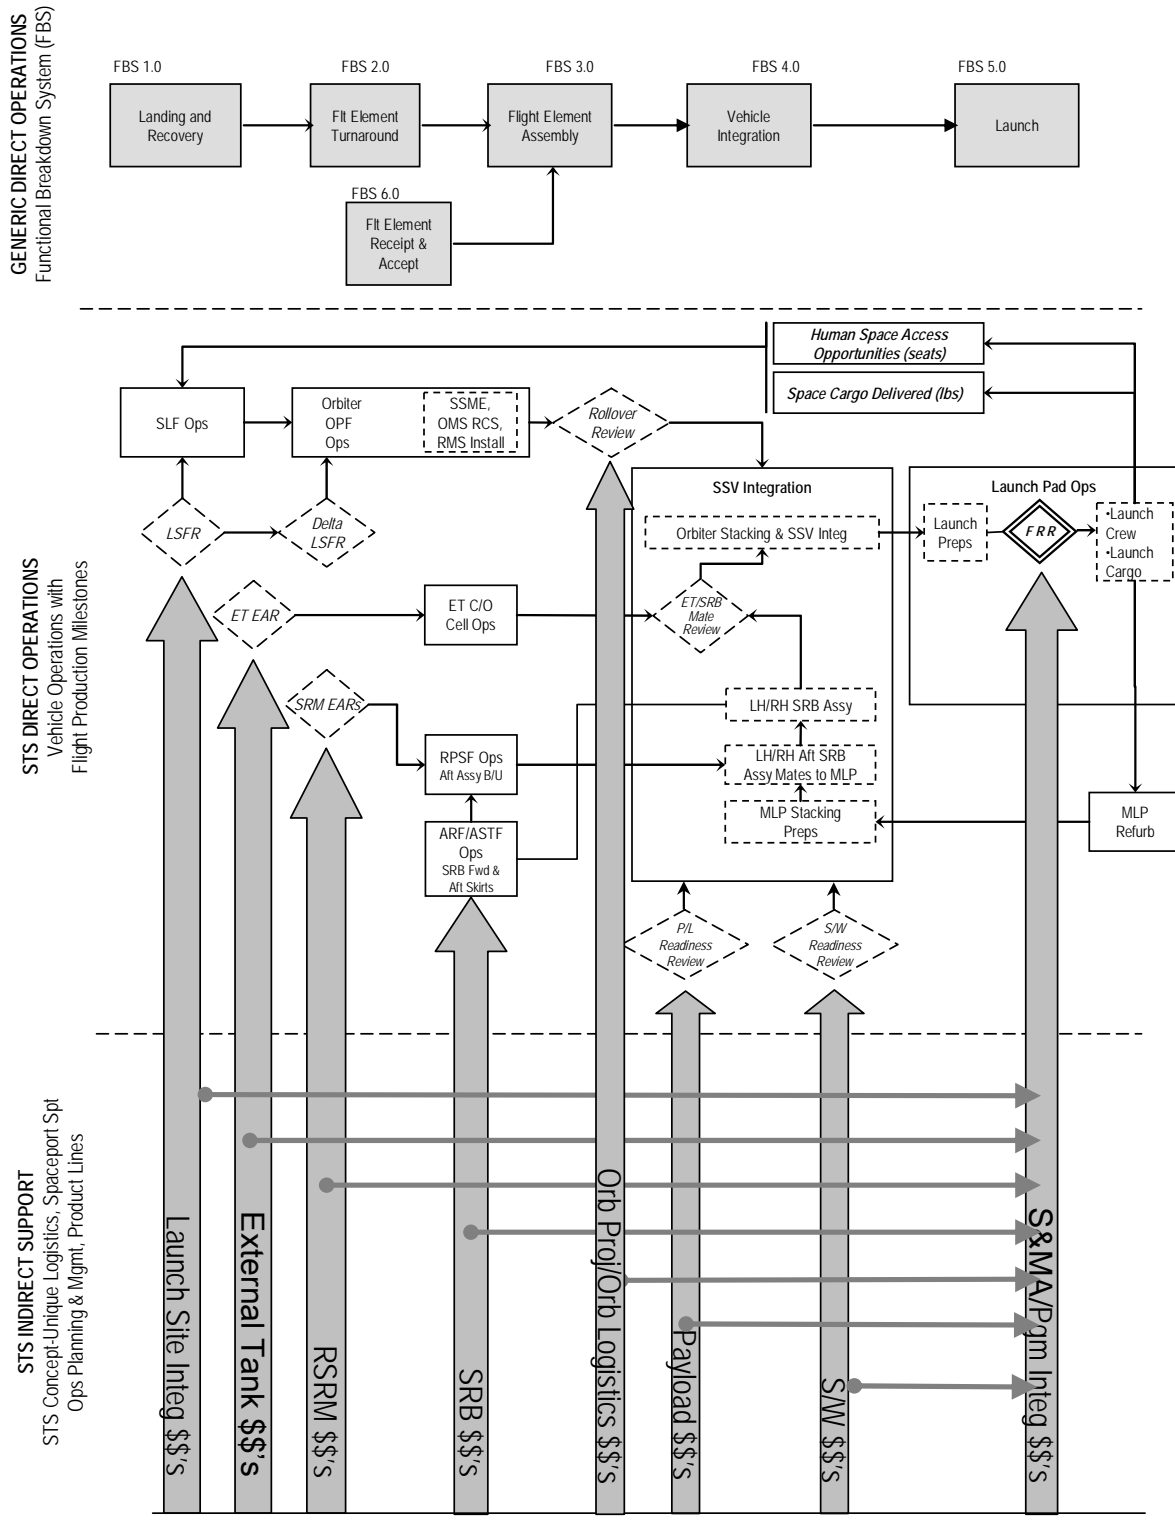 GENERIC DIRECT OPERATIONS
Functional Breakdown System (FBS)
FBS 1.0
Landing and
Recovery
FBS 2.0
Flt Element
Turnaround
FBS 3.0
Flight Element
Assembly
FBS 4.0
Vehicle
Integration
FBS 5.0
Launch
FBS 6.0
Flt Element
Receipt &
Accept
STS DIRECT OPERATIONS
Vehicle Operations with
Flight Production Milestones
Human Space Access
Opportunities (seats)
Space Cargo Delivered (lbs)
SLF Ops
Orbiter
OPF
Ops
SSME,
OMS RCS,
RMS Install
Rollover
Review
LSFR
Delta
LSFR
SSV Integration
Orbiter Stacking & SSV Integ
Launch Pad Ops
Launch
Preps
FRR
•Launch
Crew
•Launch
Cargo
ET EAR
ET C/O
Cell Ops
ET/SRB
Mate
Review
SRM EARs
LH/RH SRB Assy
RPSF Ops
Aft Assy B/U
LH/RH Aft SRB
Assy Mates to MLP
MLP Stacking
Preps
MLP
Refurb
ARF/ASTF
Ops
SRB Fwd &
Aft Skirts
P/L
Readiness
Review
S/W
Readiness
Review
STS INDIRECT SUPPORT
STS Concept-Unique Logistics, Spaceport Spt
Ops Planning & Mgmt, Product Lines
Launch Site Integ $$'s
External Tank $$'s
RSRM $$'s
SRB $$'s
Orb Proj/Orb Logistics $$'s
Payload $$'s
S/W $$'s
S&MA/Pgm Integ $$'s